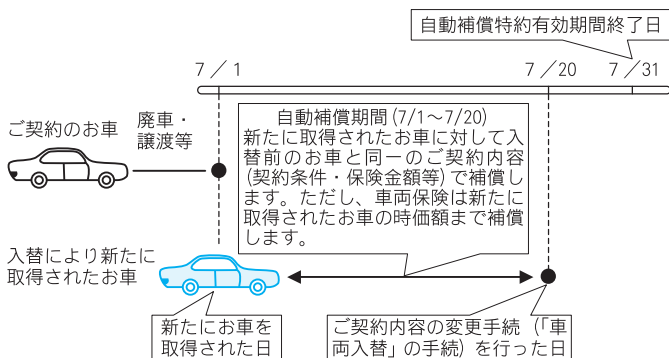 自動補償特約有効期間終了日
7/1
7/20
7/31
ご契約のお車
廃車・
譲渡等
自動補償期間(7/1〜7/20)
新たに取得されたお車に対して入
替前のお車と同一のご契約内容
(契約条件・保険金額等)で補償し
ます。ただし、車両保険は新たに
取得されたお車の時価額まで補償
します。
入替により新たに
取得されたお車
新たにお車を
取得された日
ご契約内容の変更手続(「車
両入替」の手続)を行った日